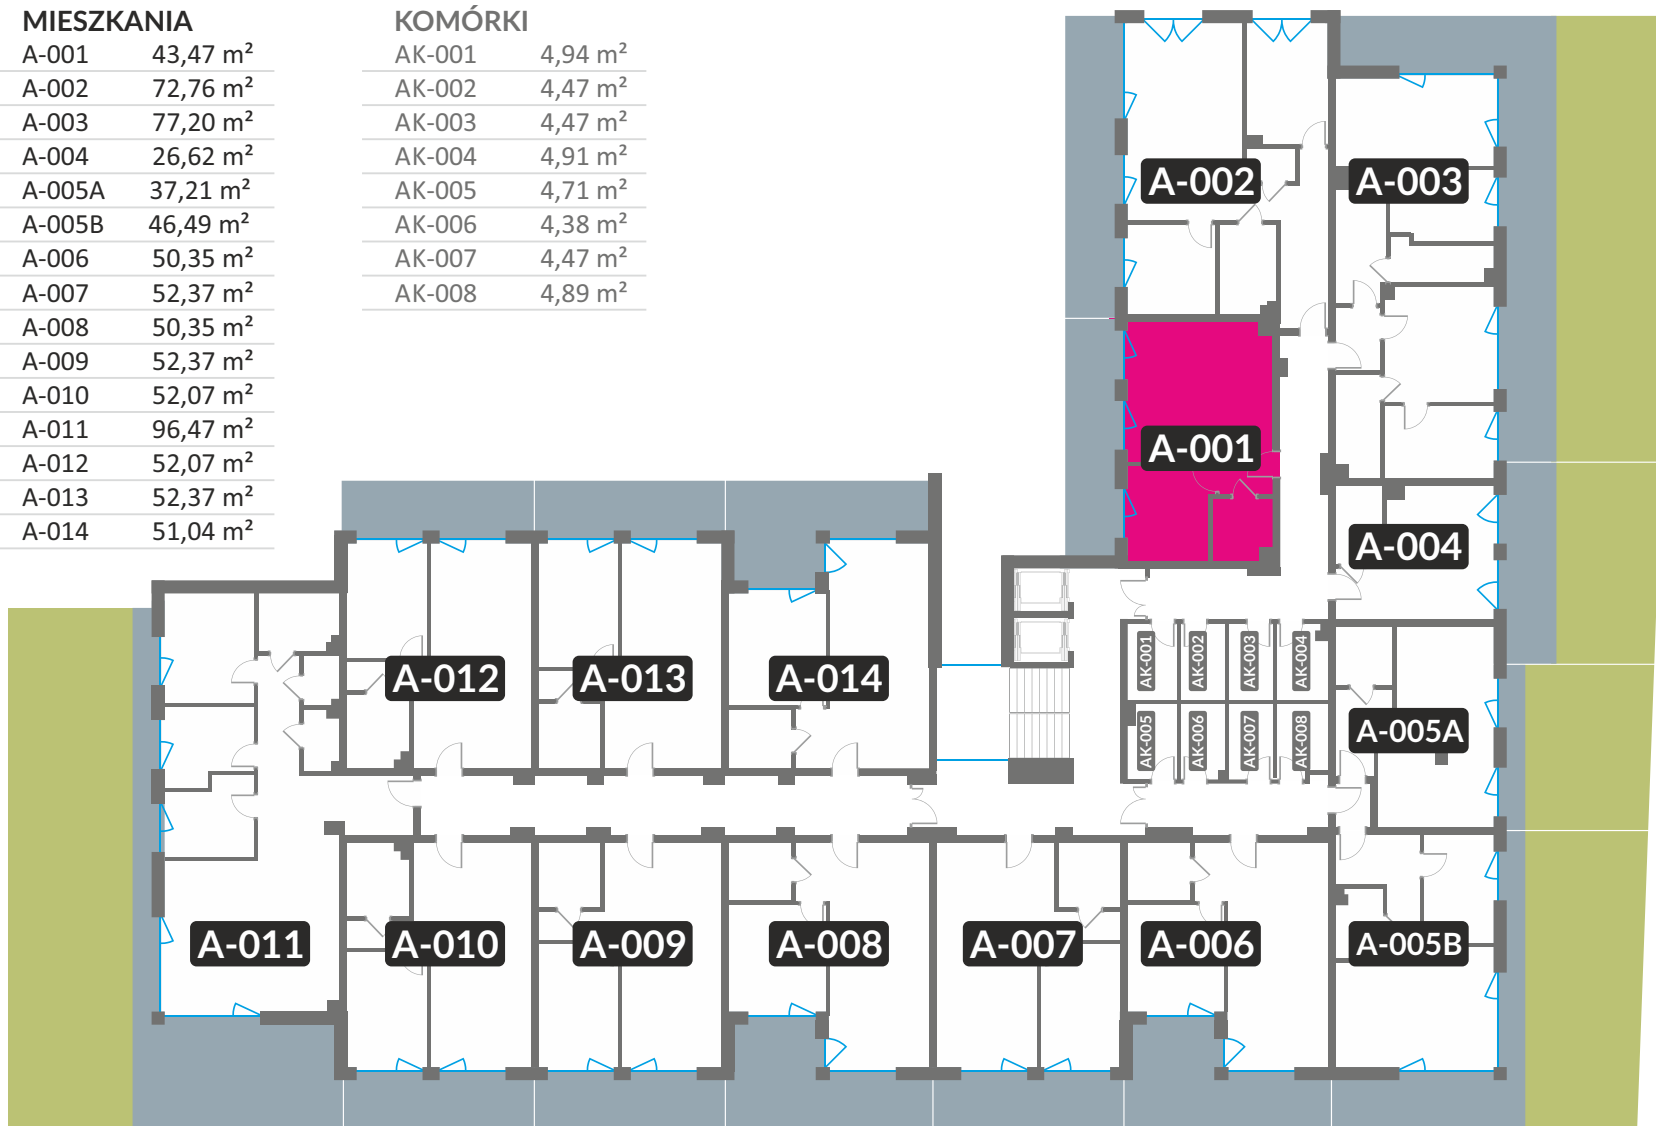 MIESZKANIA
A-001 43,47 m²
A-002 72,76 m²
A-003 77,20 m²
A-004 26,62 m²
A-005A 37,21 m²
A-005B 46,49 m²
A-006 50,35 m²
A-007 52,37 m²
A-008 50,35 m²
A-009 52,37 m²
A-010 52,07 m²
A-011 96,47 m²
A-012 52,07 m²
A-013 52,37 m²
A-014 51,04 m²
KOMÓRKI
AK-001 4,94 m²
AK-002 4,47 m²
AK-003 4,47 m²
AK-004 4,91 m²
AK-005 4,71 m²
AK-006 4,38 m²
AK-007 4,47 m²
AK-008 4,89 m²
A-002
A-003
A-001
A-004
AK-001
AK-002
AK-003
AK-004
A-012
A-013
A-014
AK-005
AK-006
AK-007
AK-008
A-005A
A-011
A-010
A-009
A-008
A-007
A-006
A-005B